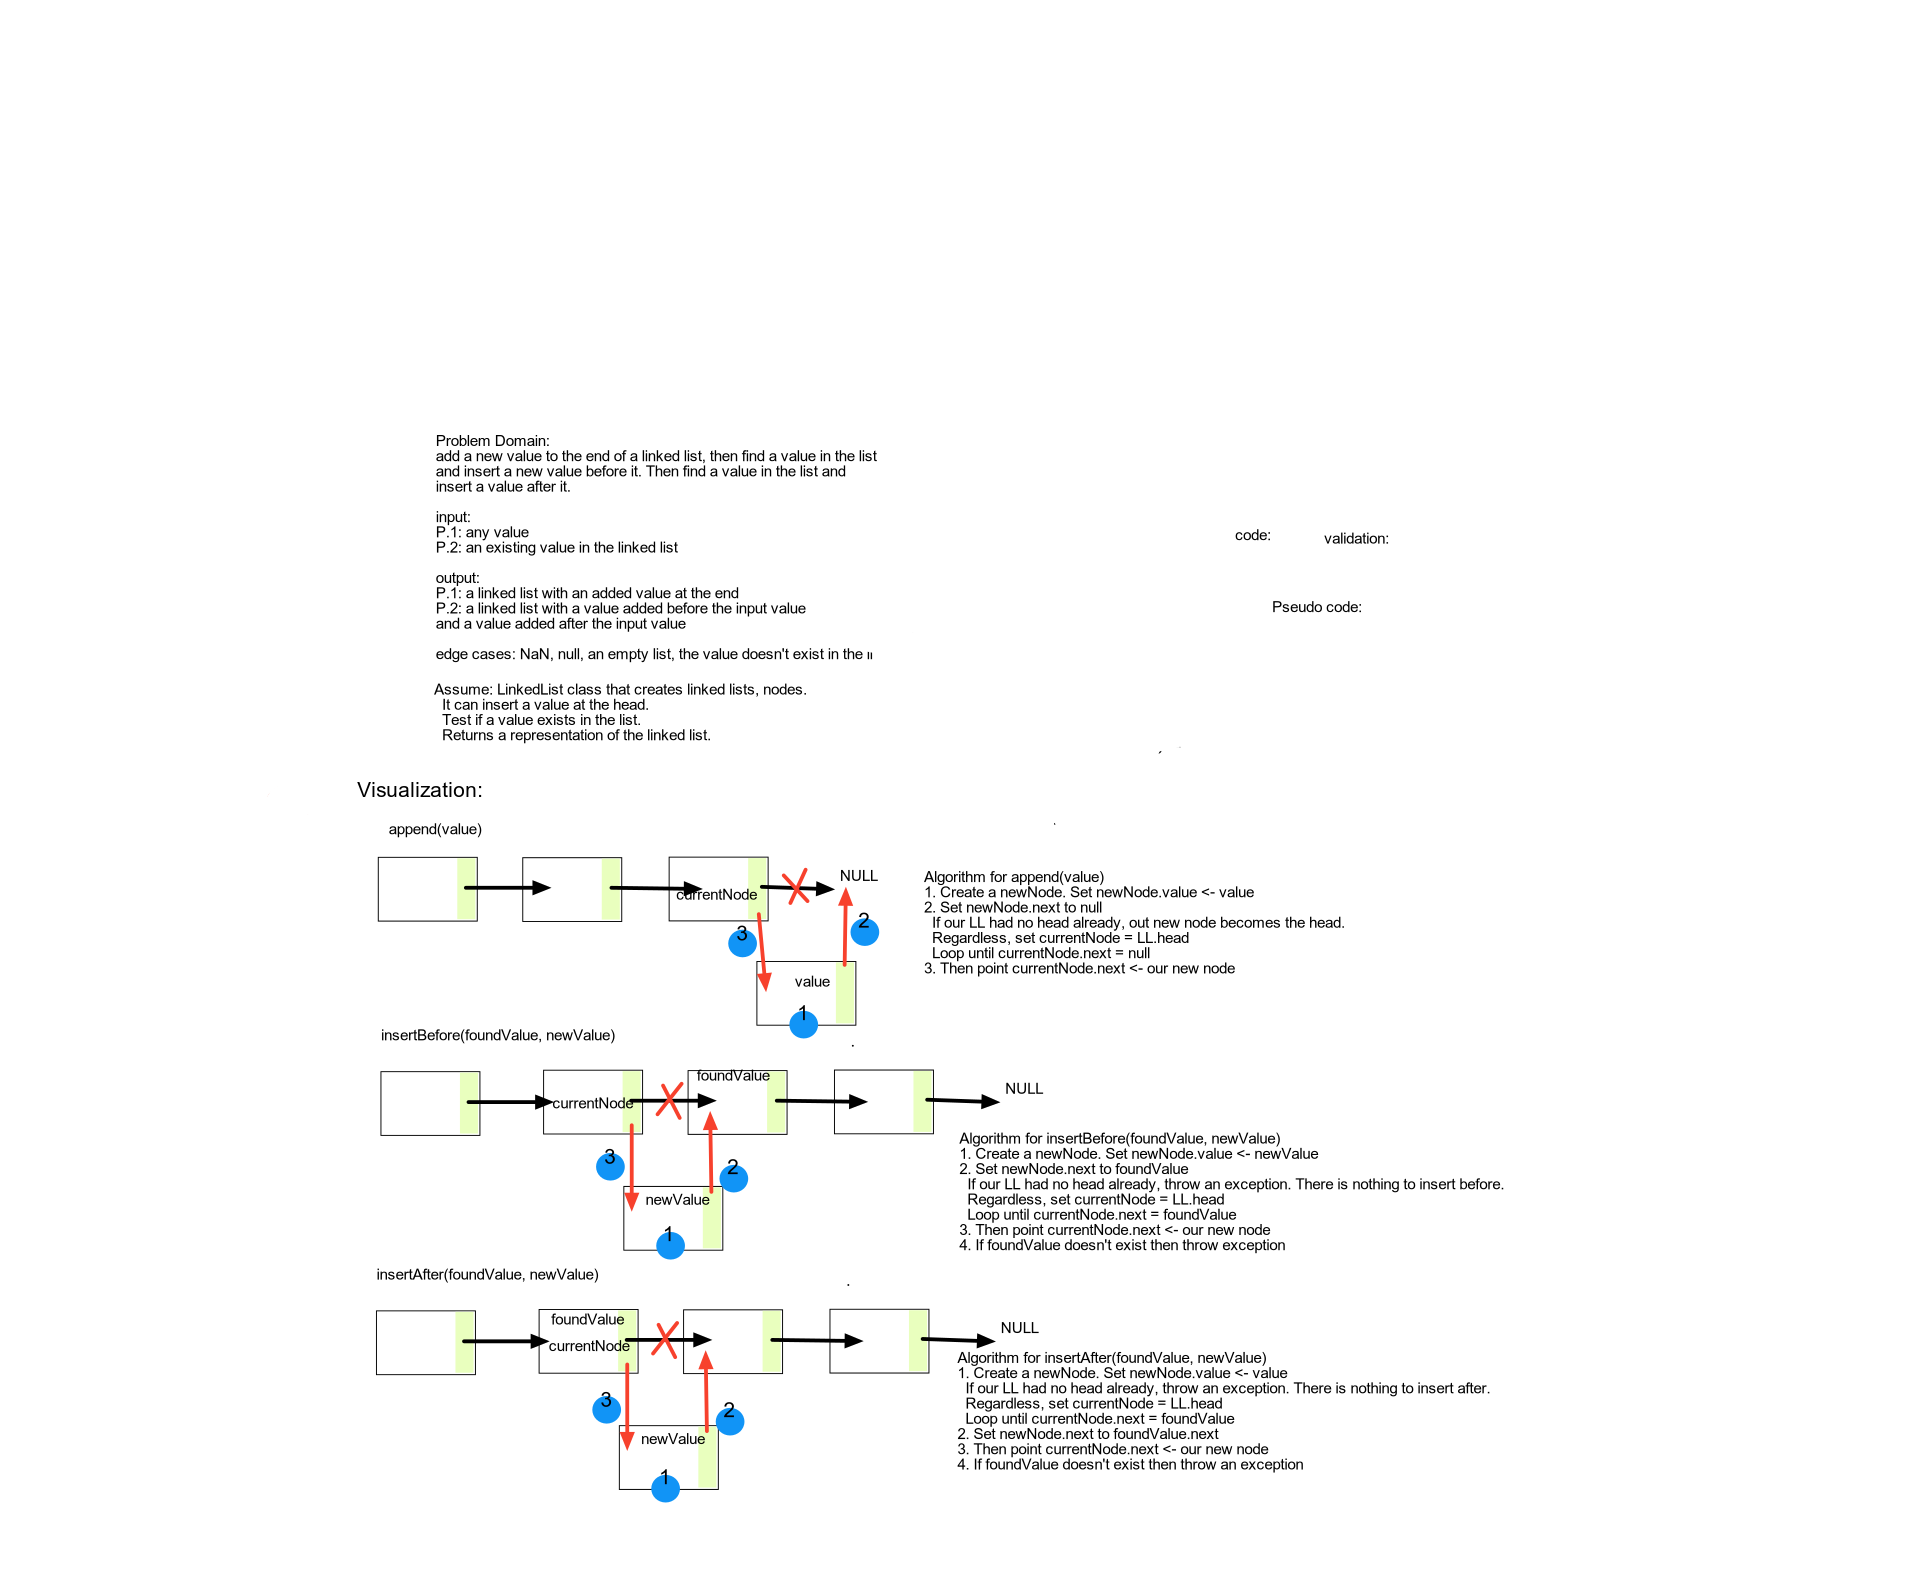 Problem Domain:
add a new value to the end of a linked list, then find a value in the list
and insert a new value before it. Then find a value in the list and
insert a value after it.
input:
P.1: any value
P.2: an existing value in the linked list
output:
P.1: a linked list with an added value at the end
P.2: a linked list with a value added before the input value
and a value added after the input value
edge cases: NaN, null, an empty list, the value doesn't exist in the
Assume: LinkedList class that creates linked lists, nodes.
It can insert a value at the head.
Test if a value exists in the list.
Returns a representation of the linked list.
code:
validation:
Pseudo code:
Visualization:
append(value)
currentNode
NULL
3
2
value
1
Algorithm for append(value)
1. Create a newNode. Set newNode.value <- value
2. Set newNode.next to null
If our LL had no head already, out new node becomes the head.
Regardless, set currentNode = LL.head
Loop until currentNode.next = null
3. Then point currentNode.next <- our new node
insertBefore(foundValue, newValue)
currentNode
foundValue
NULL
3
2
newValue
1
Algorithm for insertBefore(foundValue, newValue)
1. Create a newNode. Set newNode.value <- newValue
2. Set newNode.next to foundValue
If our LL had no head already, throw an exception. There is nothing to insert before.
Regardless, set currentNode = LL.head
Loop until currentNode.next = foundValue
3. Then point currentNode.next <- our new node
4. If foundValue doesn't exist then throw exception
insertAfter(foundValue, newValue)
foundValue
currentNode
NULL
3
2
newValue
1
Algorithm for insertAfter(foundValue, newValue)
1. Create a newNode. Set newNode.value <- value
If our LL had no head already, throw an exception. There is nothing to insert after.
Regardless, set currentNode = LL.head
Loop until currentNode.next = foundValue
2. Set newNode.next to foundValue.next
3. Then point currentNode.next <- our new node
4. If foundValue doesn't exist then throw an exception